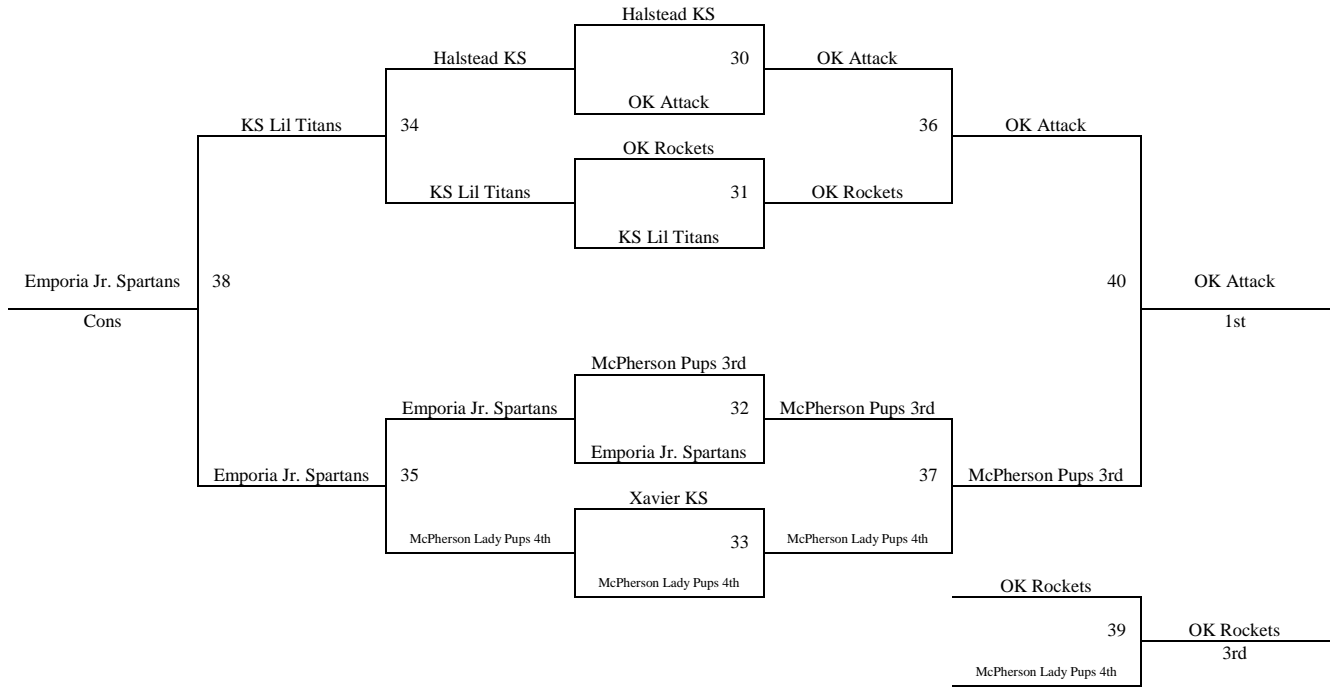 Halstead KS
Halstead KS
30
OK Attack
OK Attack
KS Lil Titans
34
36
OK Attack
OK Rockets
KS Lil Titans
31
OK Rockets
KS Lil Titans
Emporia Jr. Spartans
38
40
OK Attack
Cons
1st
McPherson Pups 3rd
Emporia Jr. Spartans
32
McPherson Pups 3rd
Emporia Jr. Spartans
Emporia Jr. Spartans
35
37
McPherson Pups 3rd
Xavier KS
McPherson Lady Pups 4th
33
McPherson Lady Pups 4th
McPherson Lady Pups 4th
OK Rockets
39
OK Rockets
3rd
McPherson Lady Pups 4th